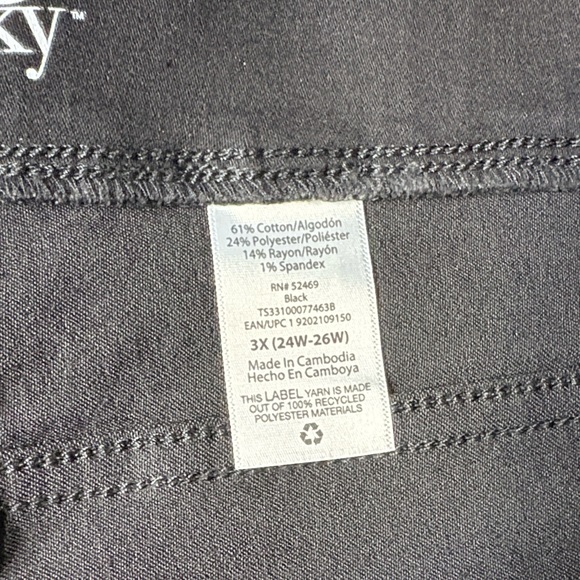 ky™
61% Cotton/Algodón
24% Polyester/Poliéster
14% Rayon/Rayón
1% Spandex
RN# 52469
Black
TS33100077463B
EAN/UPC 1 9202109150
3X (24W-26W)
Made In Cambodia
Hecho En Camboya
THIS LABEL YARN IS MADE
OUT OF 100% RECYCLED
POLYESTER MATERIALS